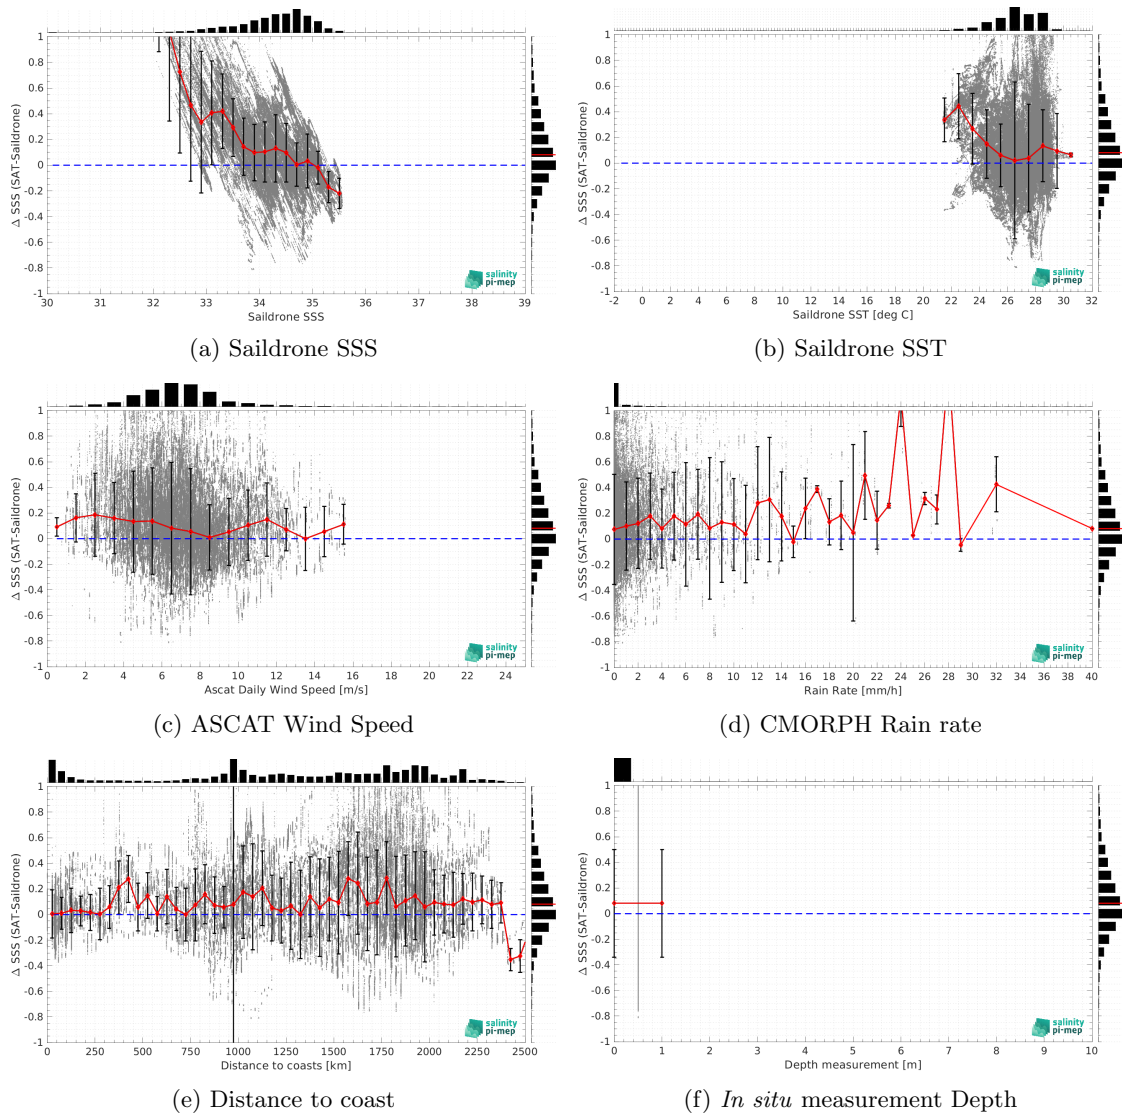 1
0.8
0.6
0.4
0.2
0
-0.2
-0.4
-0.6
-0.8
-1
Δ SSS (SAT-Saildrone)
salinity
pi-mep
30 31 32 33 34 35 36 37 38 39
Saildrone SSS
(a) Saildrone SSS
1
0.8
0.6
0.4
0.2
0
-0.2
-0.4
-0.6
-0.8
-1
Δ SSS (SAT-Saildrone)
salinity
pi-mep
-2 0 2 4 6 8 10 12 14 16 18 20 22 24 26 28 30 32
Saildrone SST [deg C]
(b) Saildrone SST
1
0.8
0.6
0.4
0.2
0
-0.2
-0.4
-0.6
-0.8
-1
Δ SSS (SAT-Saildrone)
salinity
pi-mep
0 2 4 6 8 10 12 14 16 18 20 22 24
Ascat Daily Wind Speed [m/s]
(c) ASCAT Wind Speed
1
0.8
0.6
0.4
0.2
0
-0.2
-0.4
-0.6
-0.8
-1
Δ SSS (SAT-Saildrone)
salinity
pi-mep
0 2 4 6 8 10 12 14 16 18 20 22 24 26 28 30 32 34 36 38 40
Rain Rate [mm/h]
(d) CMORPH Rain rate
1
0.8
0.6
0.4
0.2
0
-0.2
-0.4
-0.6
-0.8
-1
Δ SSS (SAT-Saildrone)
salinity
pi-mep
0 250 500 750 1000 1250 1500 1750 2000 2250 2500
Distance to coasts [km]
(e) Distance to coast
1
0.8
0.6
0.4
0.2
0
-0.2
-0.4
-0.6
-0.8
-1
Δ SSS (SAT-Saildrone)
salinity
pi-mep
0 1 2 3 4 5 6 7 8 9 10
Depth measurement [m]
(f) In situ measurement Depth